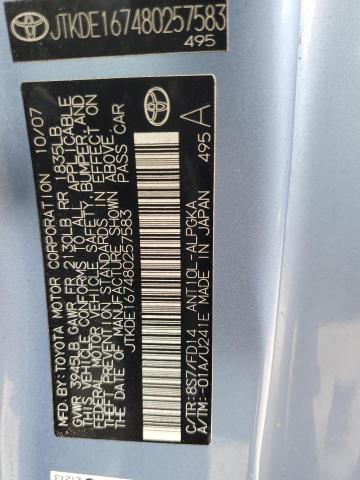 JTKDE167480257583
495
MFD.BY:TOYOTA MOTOR CORPORATION 10/07
GVWR 3945LB GAWR FR 2130LB RR 1835LB
THIS VEHICLE CONFORMS TO ALL APPLICABLE
FEDERAL MOTOR VEHICLE SAFETY, BUMPER, AND
THEFT PREVENTION STANDARDS IN EFFECT
ON THE DATE OF MANUFACTURE SHOWN ABOVE.
JTKDE167480257583 PASS CAR
C/TR:8S7/FD14 ANT10L-ALPGKA
A/TM:-01A/U241E MADE IN JAPAN
495 A